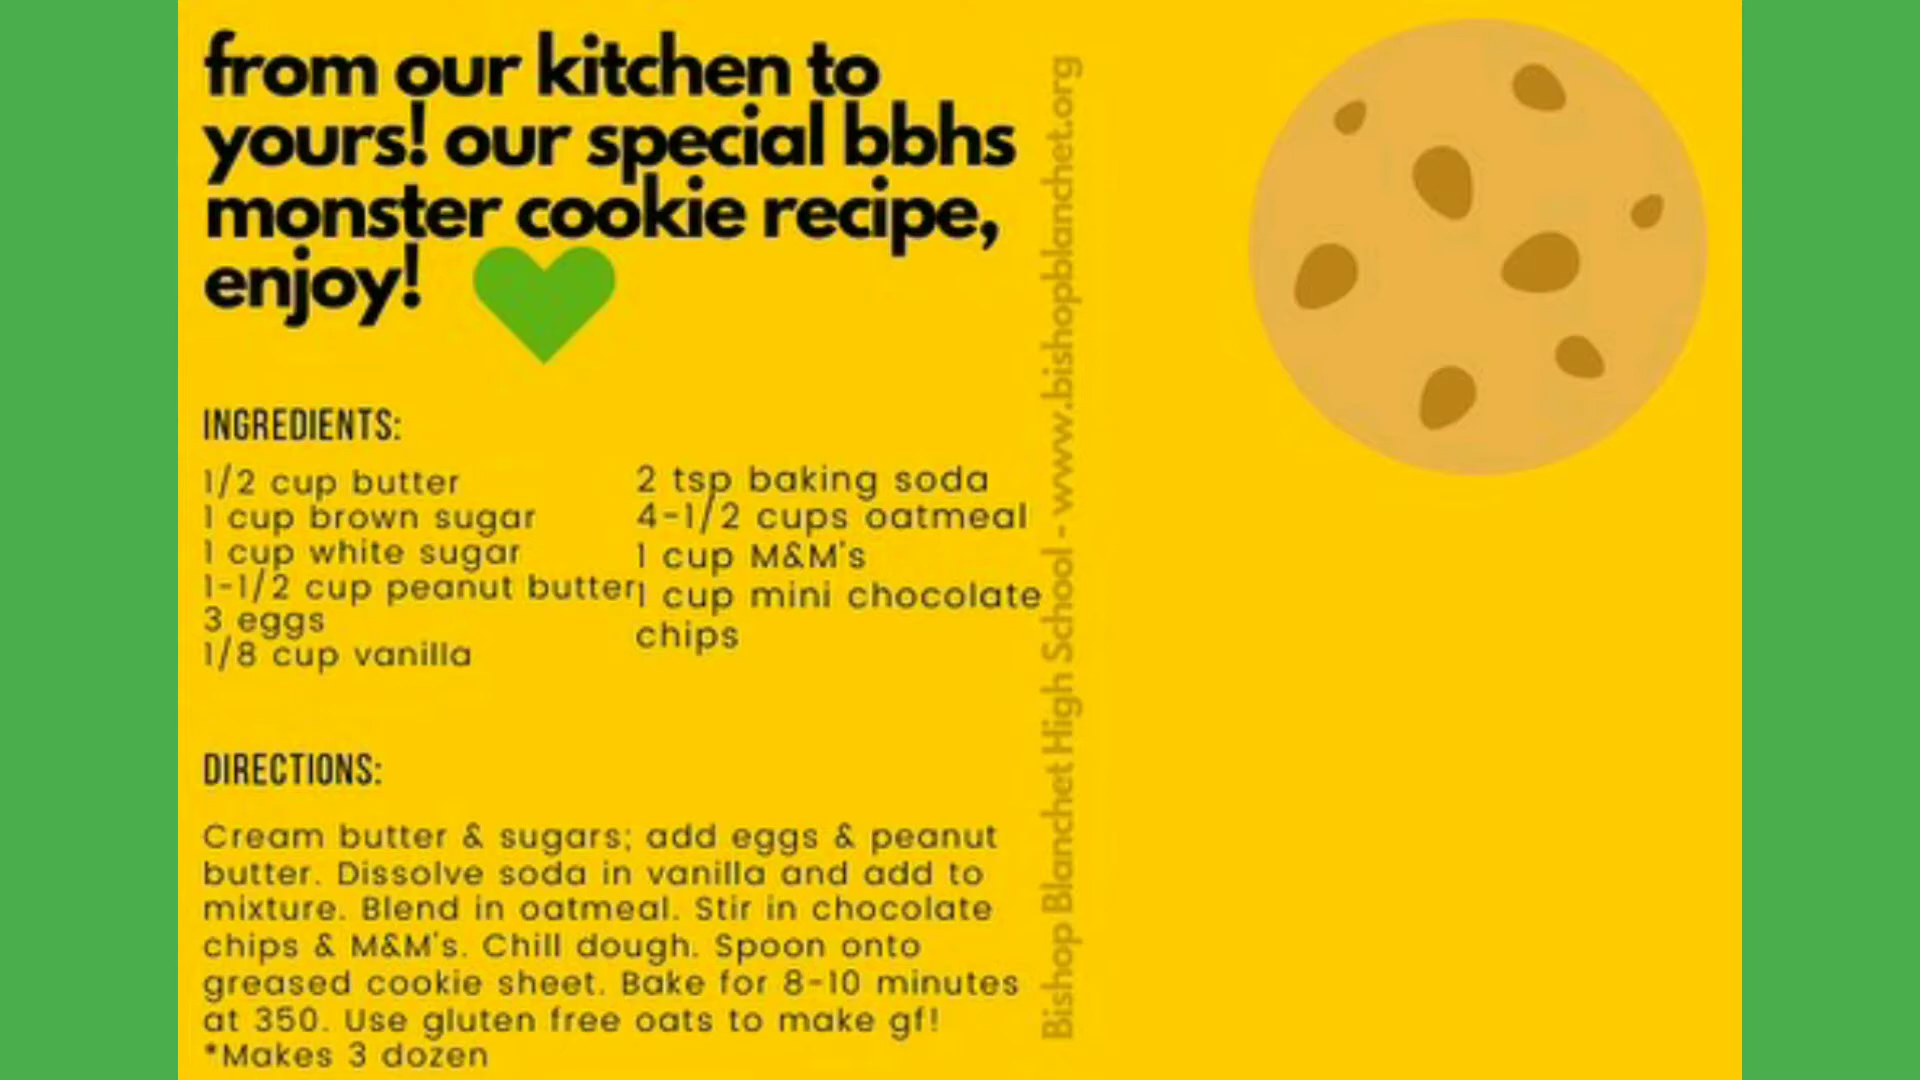 from our kitchen to
yours! our special bbhs
monster cookie recipe,
enjoy!
INGREDIENTS:
1/2 cup butter
1 cup brown sugar
1 cup white sugar
1-1/2 cup peanut butter
3 eggs
1/8 cup vanilla
2 tsp baking soda
4-1/2 cups oatmeal
1 cup M&M's
1 cup mini chocolate
chips
DIRECTIONS:
Cream butter & sugars; add eggs & peanut
butter. Dissolve soda in vanilla and add to
mixture. Blend in oatmeal. Stir in chocolate
chips & M&M's. Chill dough. Spoon onto
greased cookie sheet. Bake for 8-10 minutes
at 350. Use gluten free oats to make gf!
*Makes 3 dozen
Bishop Blanchet High School - www.bishopblanchet.org